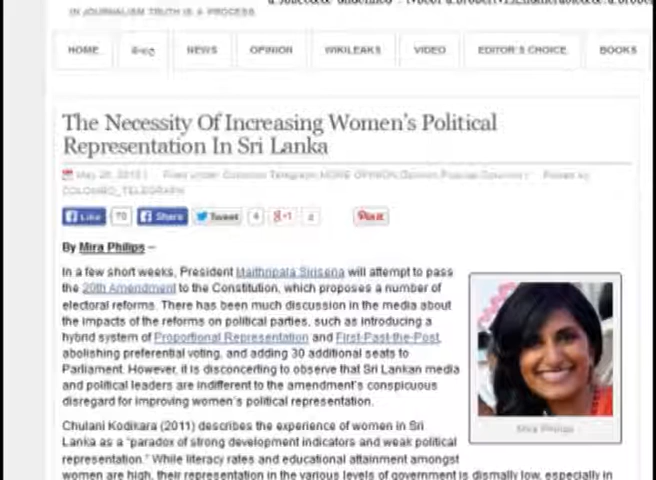 IN JOURNALISM TRUTH IS A PROCESS
HOME
NEWS
OPINION
WIKILEAKS
VIDEO
EDITOR'S CHOICE
BOOKS
The Necessity Of Increasing Women's Political
Representation In Sri Lanka
COLOMBO_TELEGRAPH
Like 70 Share Tweet 4 g+1 2 Pin it
By Mira Philips –
In a few short weeks, President Maithripala Sirisena will attempt to pass
the 20th Amendment to the Constitution, which proposes a number of
electoral reforms. There has been much discussion in the media about
the impacts of the reforms on political parties, such as introducing a
hybrid system of Proportional Representation and First-Past-the-Post,
abolishing preferential voting, and adding 30 additional seats to
Parliament. However, it is disconcerting to observe that Sri Lankan media
and political leaders are indifferent to the amendment's conspicuous
disregard for improving women's political representation.
Mira Philips
Chulani Kodikara (2011) describes the experience of women in Sri
Lanka as a "paradox of strong development indicators and weak political
representation." While literacy rates and educational attainment amongst
women are high, their representation in the various levels of government is dismally low, especially in